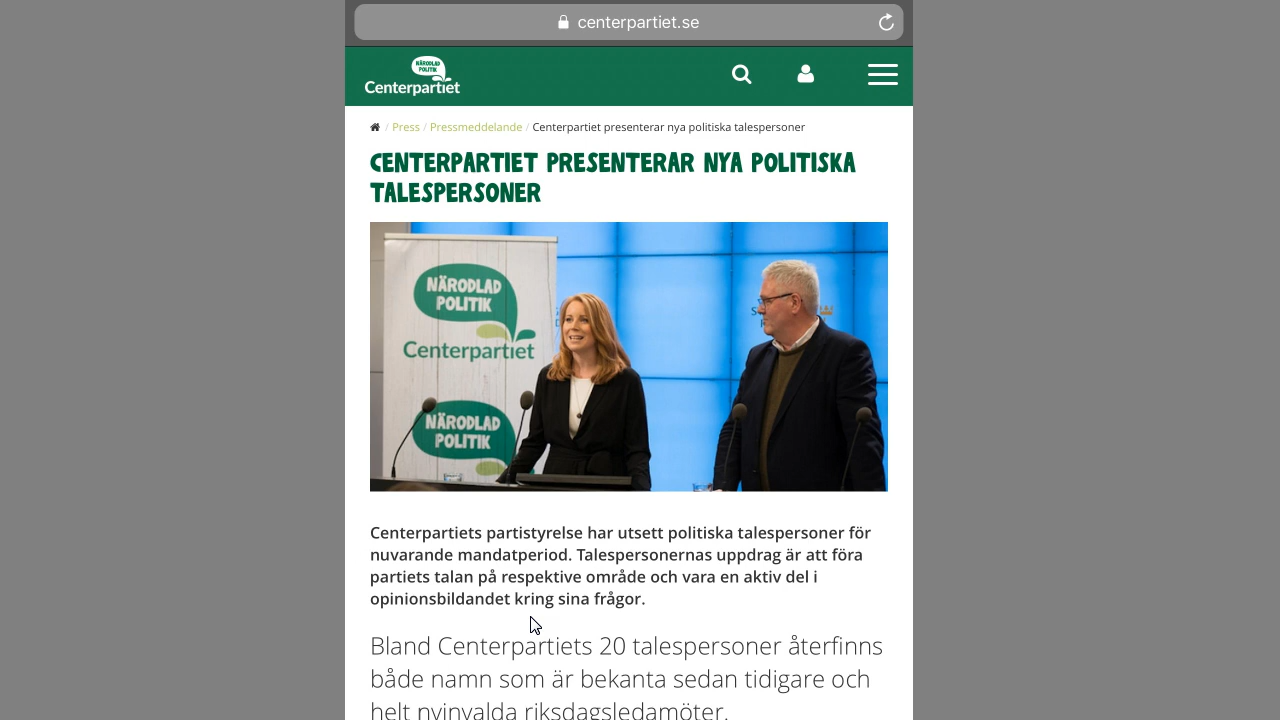 centerpartiet.se
NÄRODLAD
POLITIK
Centerpartiet
/ Press / Pressmeddelande / Centerpartiet presenterar nya politiska talespersoner
CENTERPARTIET PRESENTERAR NYA POLITISKA
TALESPERSONER
NÄRODLAD
POLITIK
Centerpartiet
NÄRODLAD
POLITIK
Centerpartiets partistyrelse har utsett politiska talespersoner för
nuvarande mandatperiod. Talespersonernas uppdrag är att föra
partiets talan på respektive område och vara en aktiv del i
opinionsbildandet kring sina frågor.
Bland Centerpartiets 20 talespersoner återfinns
både namn som är bekanta sedan tidigare och
helt nyinvalda riksdagsledamöter.